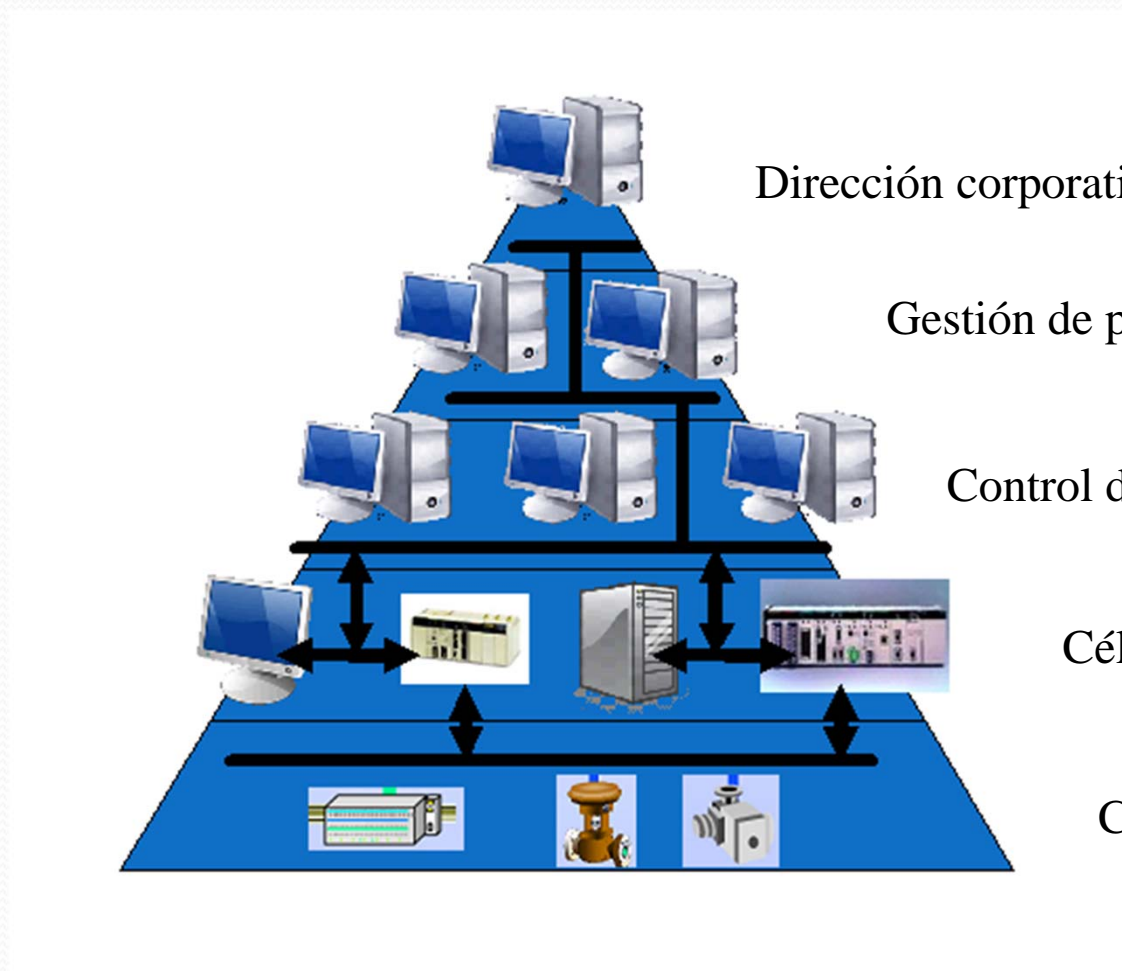 Dirección corporati
Gestión de p
Control d
Cél
C